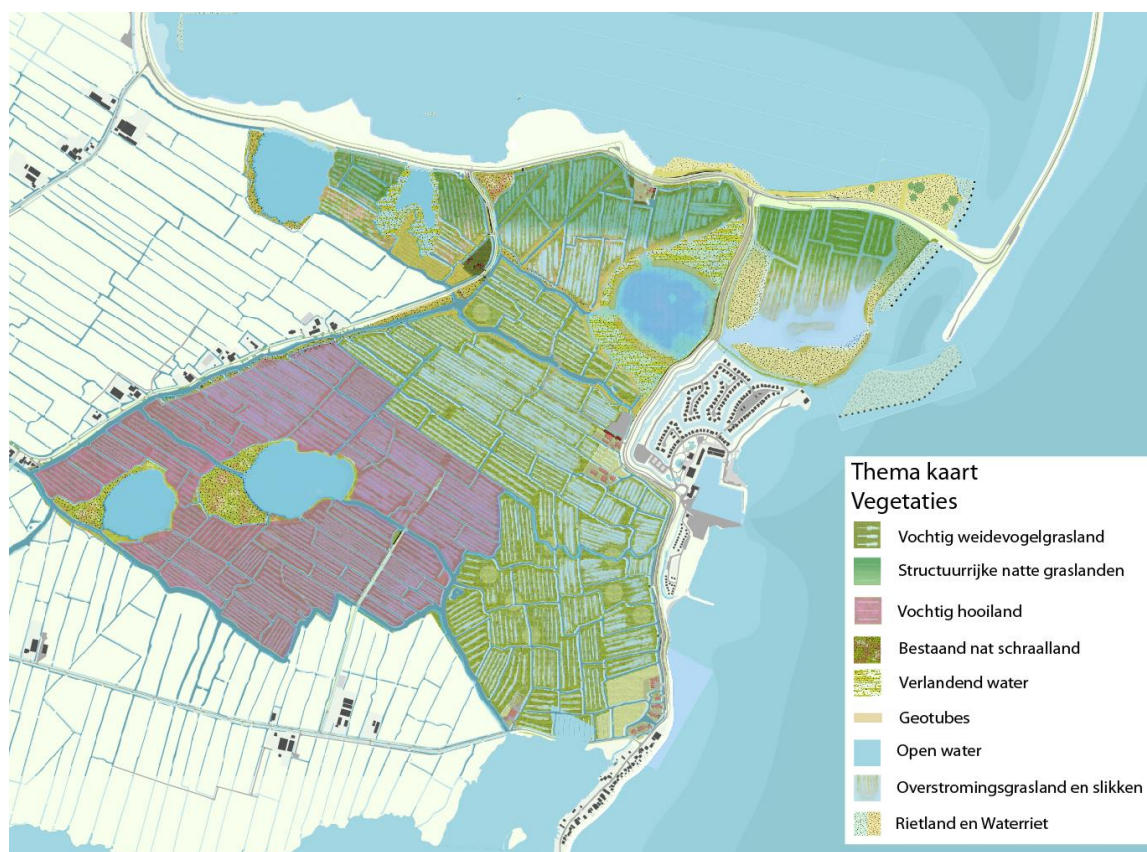 Thema kaart
Vegetaties
Vochtig weidevogelgrasland
Structuurrijke natte graslanden
Vochtig hooiland
Bestaand nat schraalland
Verlandend water
Geotubes
Open water
Overstromingsgrasland en slikken
Rietland en Waterriet